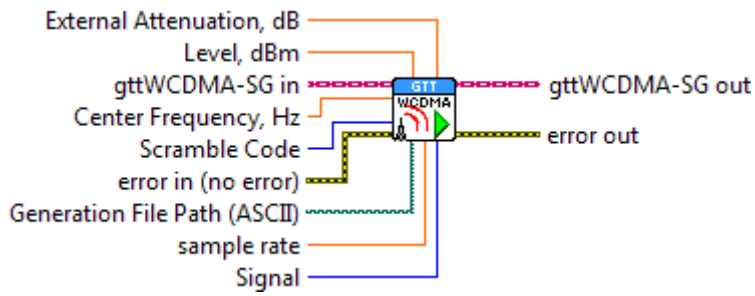 External Attenuation, dB
Level, dBm
gttWCDMA-SG in
GTT
gttWCDMA-SG out
WCDMA
Center Frequency, Hz
Scramble Code
error out
error in (no error)
Generation File Path (ASCII)
sample rate
Signal